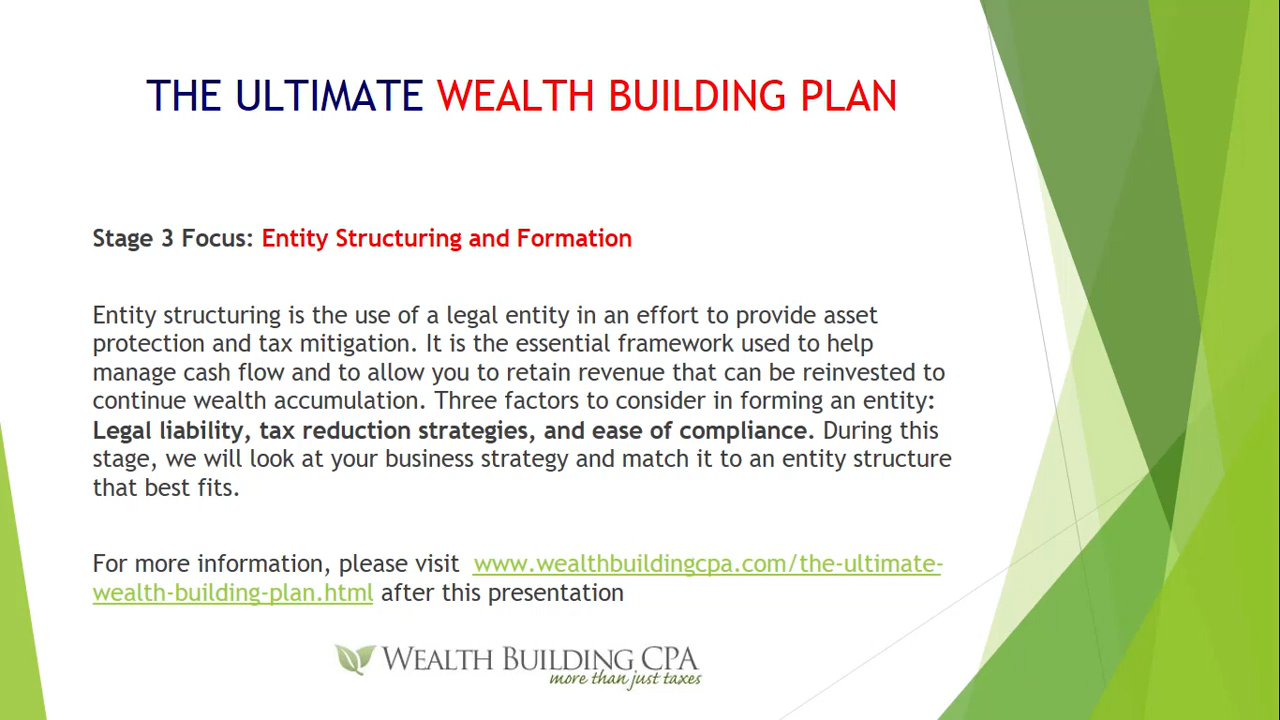 THE ULTIMATE WEALTH BUILDING PLAN
Stage 3 Focus: Entity Structuring and Formation
Entity structuring is the use of a legal entity in an effort to provide asset
protection and tax mitigation. It is the essential framework used to help
manage cash flow and to allow you to retain revenue that can be reinvested to
continue wealth accumulation. Three factors to consider in forming an entity:
Legal liability, tax reduction strategies, and ease of compliance. During this
stage, we will look at your business strategy and match it to an entity structure
that best fits.
For more information, please visit www.wealthbuildingcpa.com/the-ultimate-
wealth-building-plan.html after this presentation
WEALTH BUILDING CPA
more than just taxes